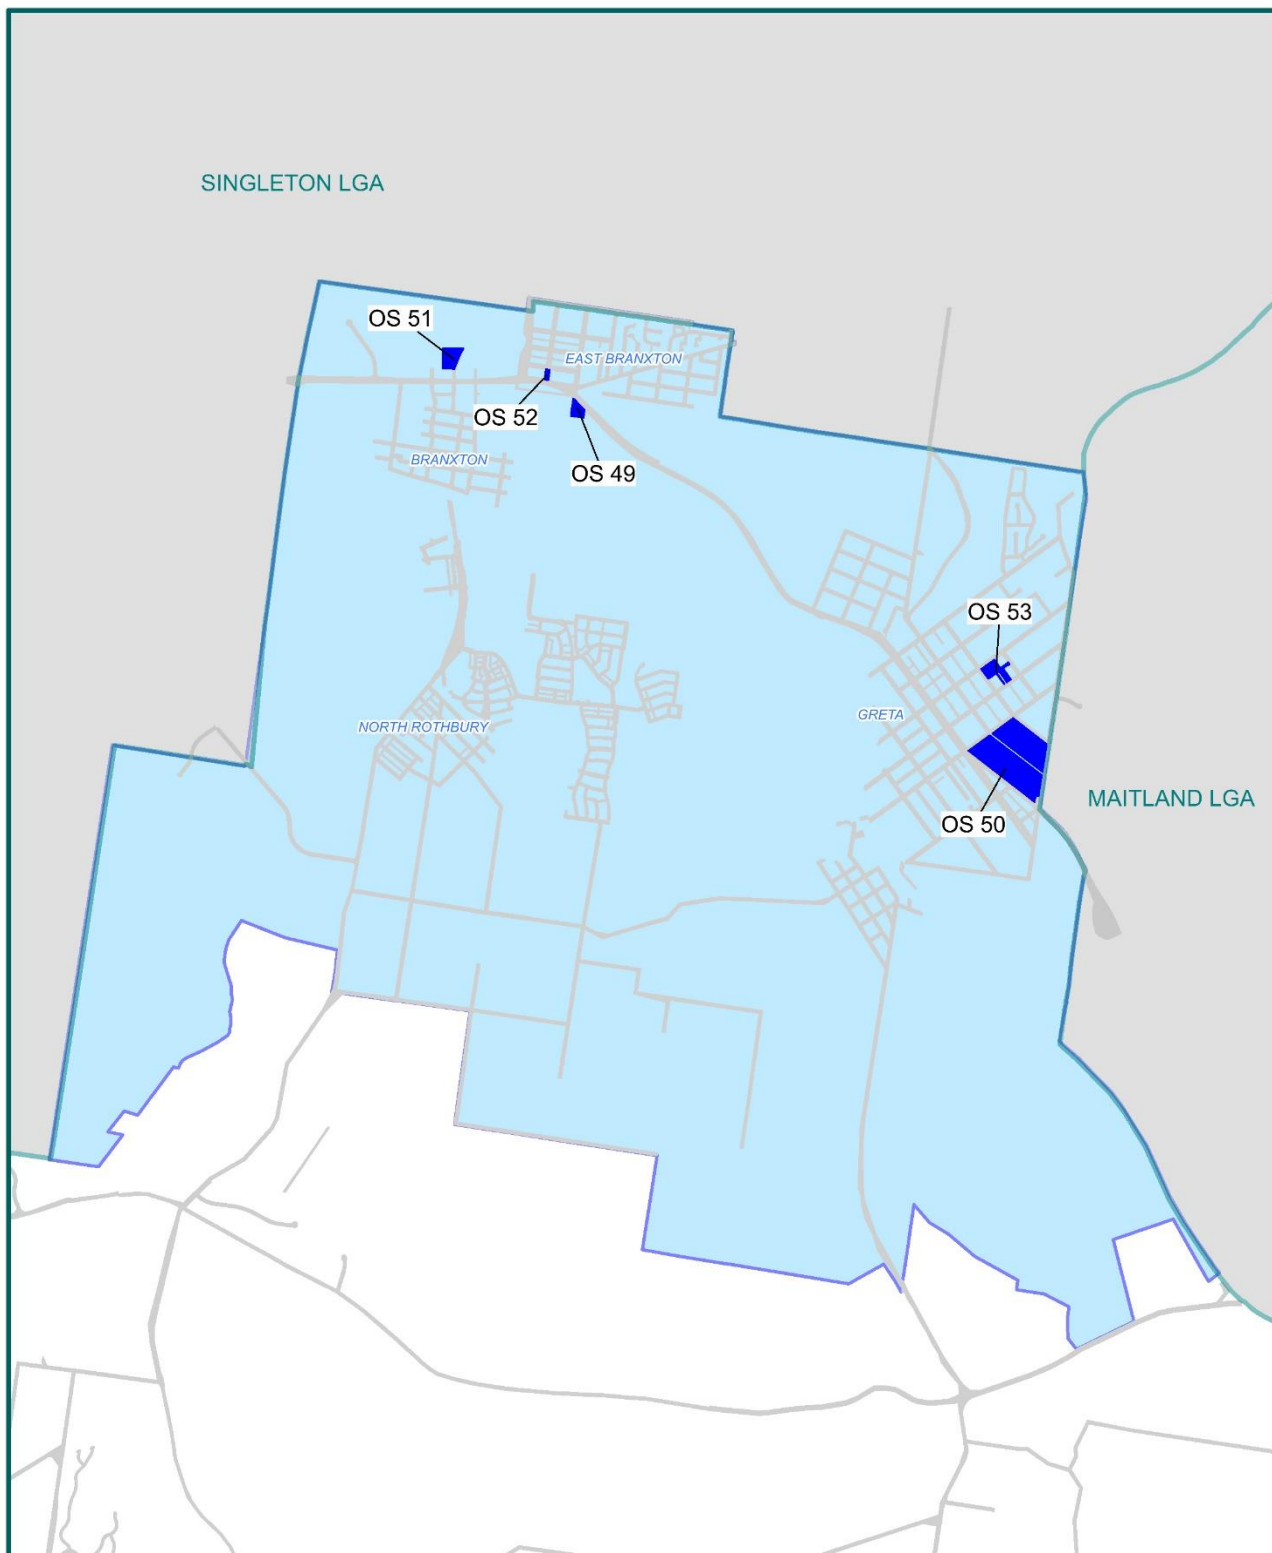 SINGLETON LGA
OS 51
EAST BRANXTON
OS 52
BRANXTON
OS 49
OS 53
GRETA
NORTH ROTHBURY
MAITLAND LGA
OS 50